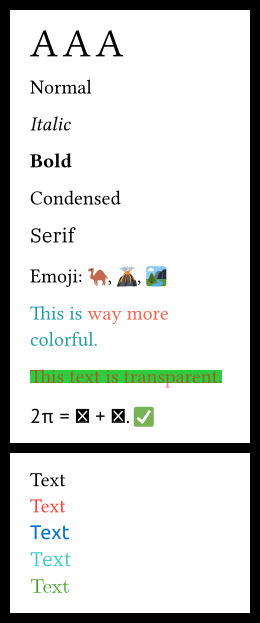 A A A
Normal
Italic
Bold
Condensed
Serif
Emoji: 🐪, 🌋, 🏞
This is way more
colorful.
This text is transparent.
2π = + . ✅
Text
Text
Text
Text
Text